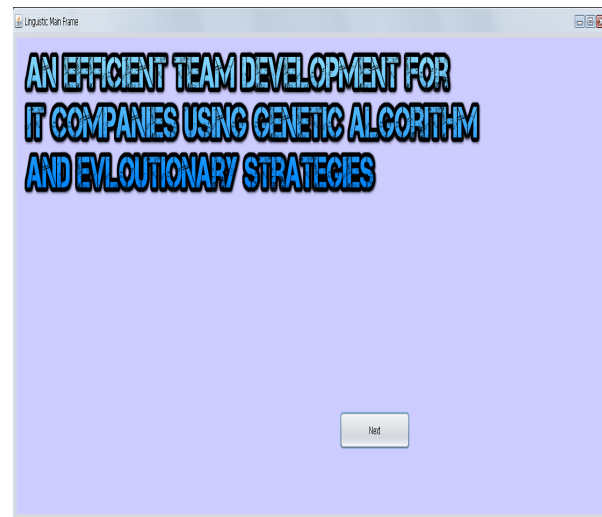 Linguistic Main Frame
AN EFFICIENT TEAM DEVELOPMENT FOR
IT COMPANIES USING GENETIC ALGORITHM
AND EVLOUTIONARY STRATEGIES
Next